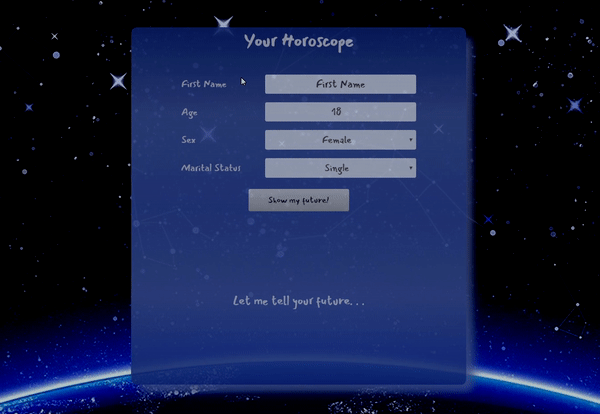 Your Horoscope
First Name First Name
Age 18
Sex Female
Marital Status Single
Show my future!
Let me tell your future...